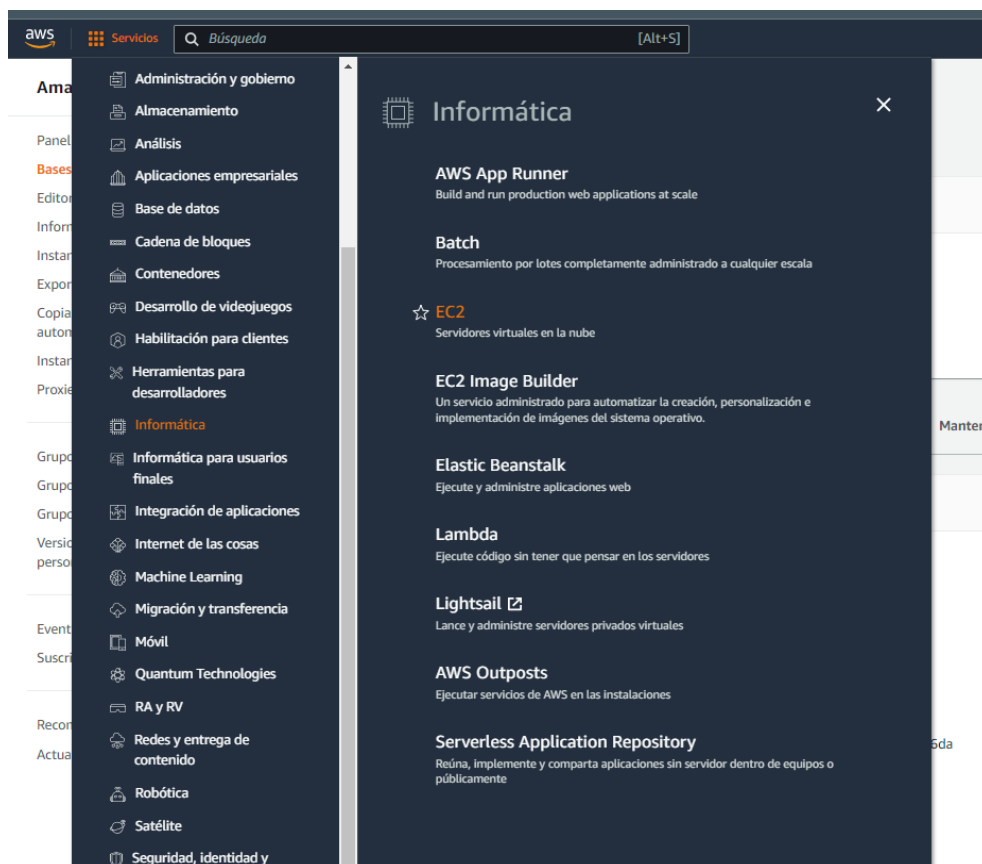 aws
Servicios
Búsqueda
[Alt+S]
Ama
Panel
Bases
Editor
Inform
Instan
Expor
Copia
autom
Instan
Proxie
Grupo
Grupo
Grupo
Versio
perso
Event
Suscri
Recon
Actua
Administración y gobierno
Almacenamiento
Análisis
Aplicaciones empresariales
Base de datos
Cadena de bloques
Contenedores
Desarrollo de videojuegos
Habilitación para clientes
Herramientas para
desarrolladores
Informática
Informática para usuarios
finales
Integración de aplicaciones
Internet de las cosas
Machine Learning
Migración y transferencia
Móvil
Quantum Technologies
RA y RV
Redes y entrega de
contenido
Robótica
Satélite
Seguridad, identidad y
Informática
AWS App Runner
Build and run production web applications at scale
Batch
Procesamiento por lotes completamente administrado a cualquier escala
EC2
Servidores virtuales en la nube
EC2 Image Builder
Un servicio administrado para automatizar la creación, personalización e
implementación de imágenes del sistema operativo.
Elastic Beanstalk
Ejecute y administre aplicaciones web
Lambda
Ejecute código sin tener que pensar en los servidores
Lightsail
Lance y administre servidores privados virtuales
AWS Outposts
Ejecutar servicios de AWS en las instalaciones
Serverless Application Repository
Reúna, implemente y comparta aplicaciones sin servidor dentro de equipos o
públicamente
Manten
6da